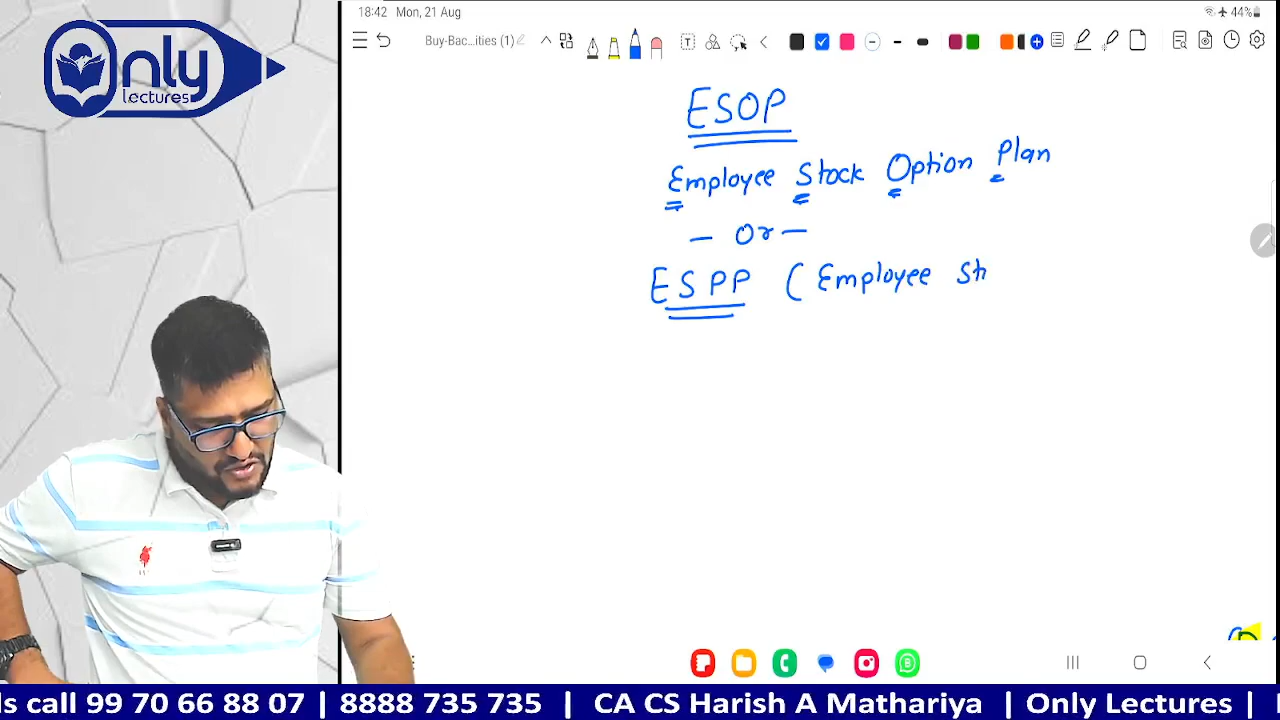 18:42 Mon, 21 Aug
44%
Only
lectures
Buy-Bac...ities (1)
ESOP
Employee Stock Option Plan
- Or -
ESPP ( Employee St
ls call 99 70 66 88 07 | 8888 735 735 | CA CS Harish A Mathariya | Only Lectures |